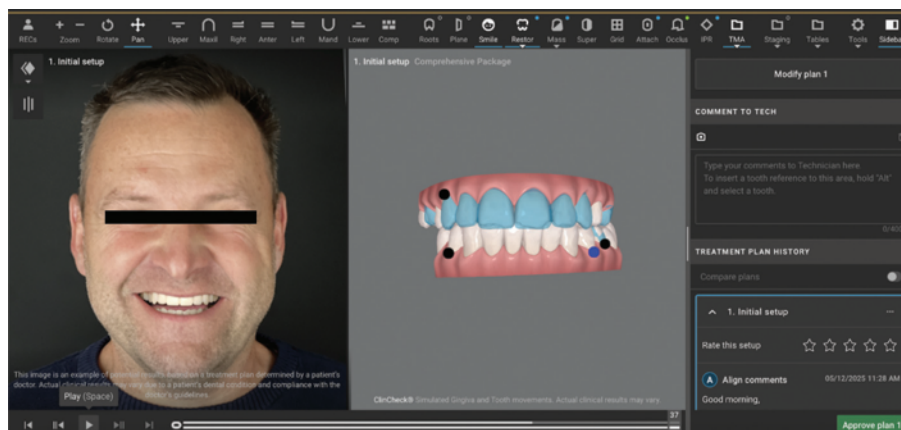 RECs
Zoom
Rotate
Pan
Upper
Maxil
Right
Anter
Left
Mand
Lower
Comp
Roots
Plane
Smile
Restor
Mass
Super
Grid
Attach
Occlus
IPR
TMA
Staging
Tables
Tools
Sideba
1. Initial setup
1. Initial setup Comprehensive Package
Modify plan 1
COMMENT TO TECH
Type your comments to Technician here
To insert a tooth reference to this area, hold "Alt"
and select a tooth.
0/400
TREATMENT PLAN HISTORY
Compare plans
1. Initial setup
Rate this setup
A Align comments 05/12/2025 11:28 AM
Good morning,
Approve plan 1
This image is an example of potential results based on a treatment plan determined by a patient's
doctor. Actual clinical results may vary due to a patient's dental condition and compliance with the
doctor's guidelines.
Play (Space)
ClinCheck® Simulated Gingiva and Tooth movements. Actual clinical results may vary
37